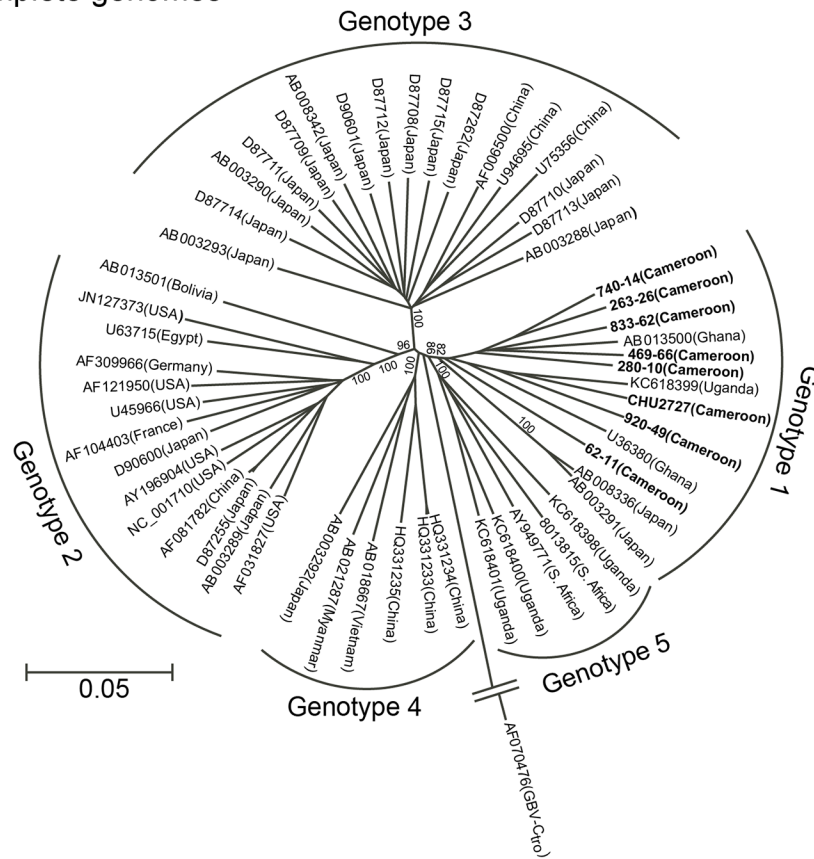 Genotype 3
AB003293(Japan)
D87714(Japan)
AB003290(Japan)
D87711(Japan)
D87709(Japan)
AB008342(Japan)
D90601(Japan)
D87712(Japan)
D87708(Japan)
D87715(Japan)
D87262(Japan)
AF006500(China)
U94695(China)
U75356(China)
D87710(Japan)
D87713(Japan)
AB003288(Japan)
100
Genotype 1
740-14(Cameroon)
263-26(Cameroon)
833-62(Cameroon)
AB013500(Ghana)
469-66(Cameroon)
280-10(Cameroon)
KC618399(Uganda)
CHU2727(Cameroon)
920-49(Cameroon)
U36380(Ghana)
62-11(Cameroon)
AB008336(Japan)
AB003291(Japan)
KC618398(Uganda)
96
86
82
100
100
100
100
100
Genotype 5
8013815(S. Africa)
AY949771(S. Africa)
KC618400(Uganda)
KC618401(Uganda)
AF070476(GBV-Ctro)
Genotype 4
HQ331234(China)
HQ331233(China)
HQ331235(China)
AB018667(Vietnam)
AB021287(Myanmar)
AB003292(Japan)
Genotype 2
AB013501(Bolivia)
JN127373(USA)
U63715(Egypt)
AF309966(Germany)
AF121950(USA)
U45966(USA)
AF104403(France)
D90600(Japan)
AY196904(USA)
NC_001710(USA)
AF081782(China)
D87255(Japan)
AB003289(Japan)
AF031827(USA)
0.05